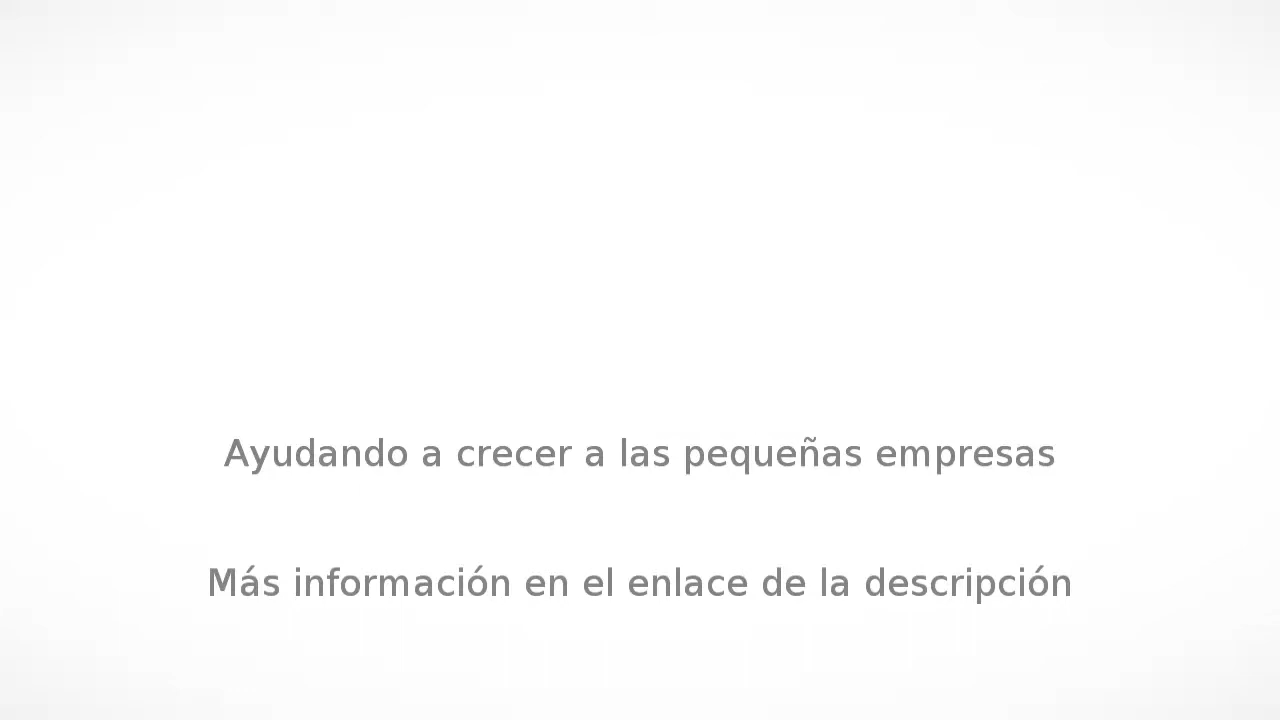 Ayudando a crecer a las pequeñas empresas
Más información en el enlace de la descripción